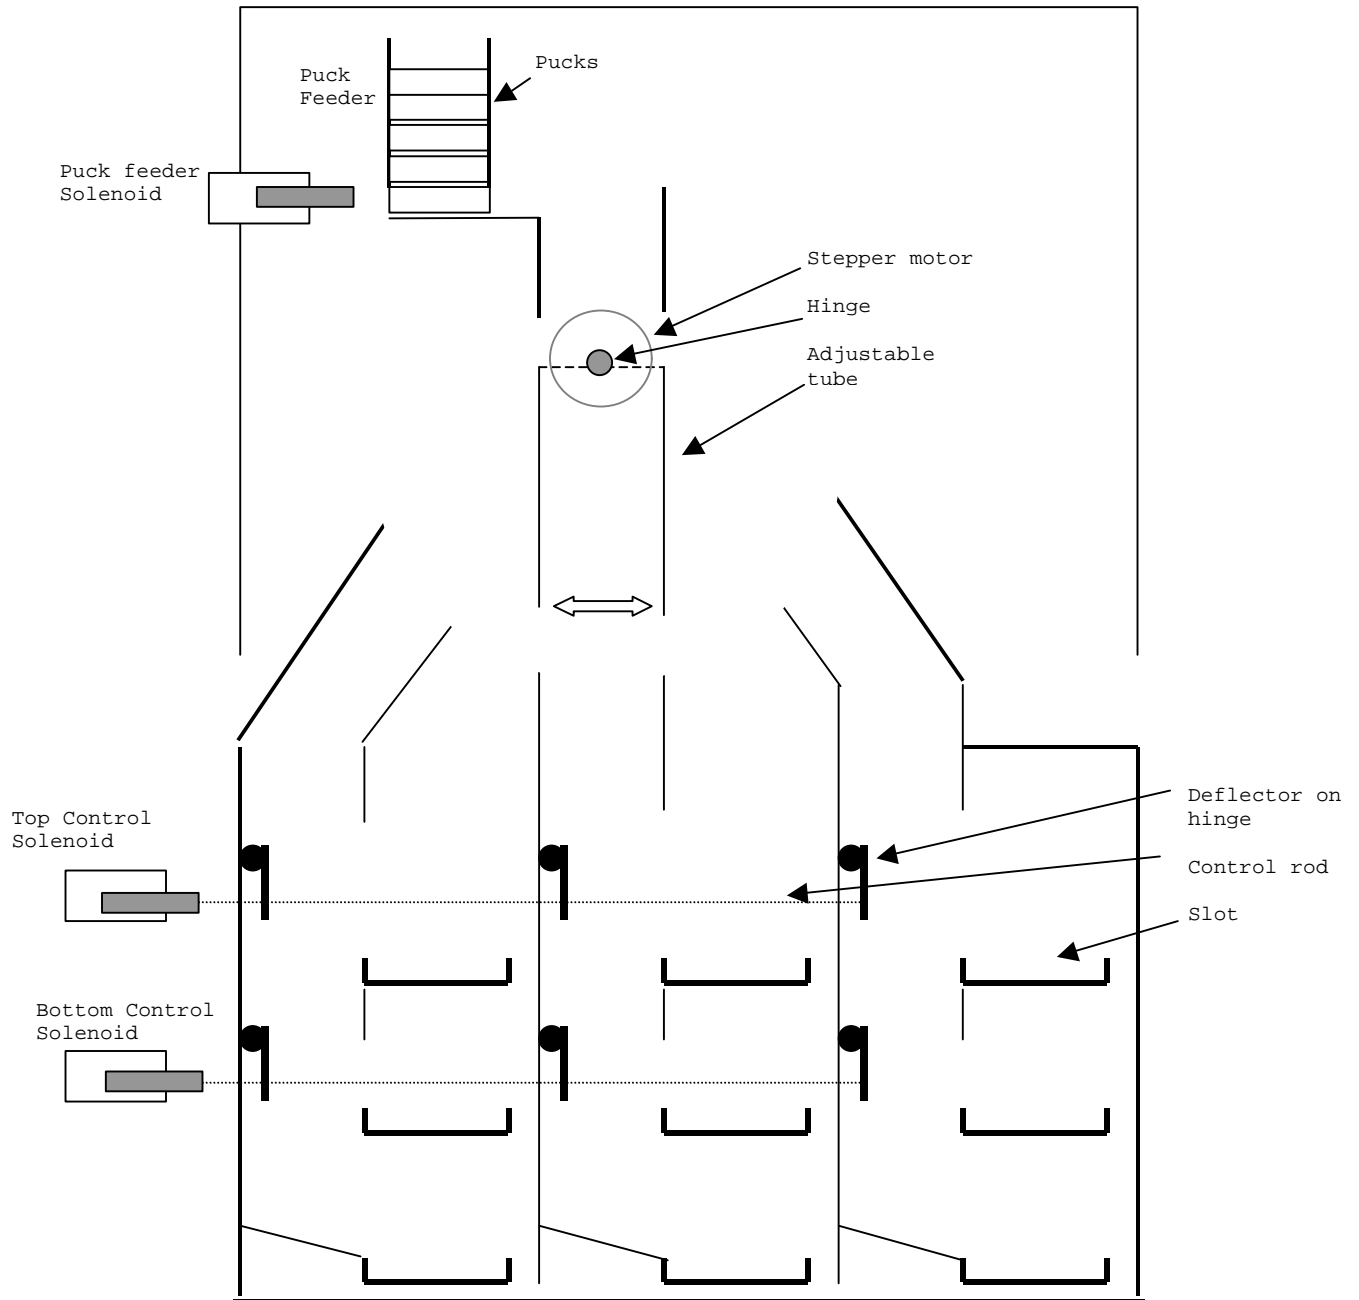 Puck
Feeder
Pucks
Puck feeder
Solenoid
Stepper motor
Hinge
Adjustable
tube
Top Control
Solenoid
Deflector on
hinge
Control rod
Slot
Bottom Control
Solenoid